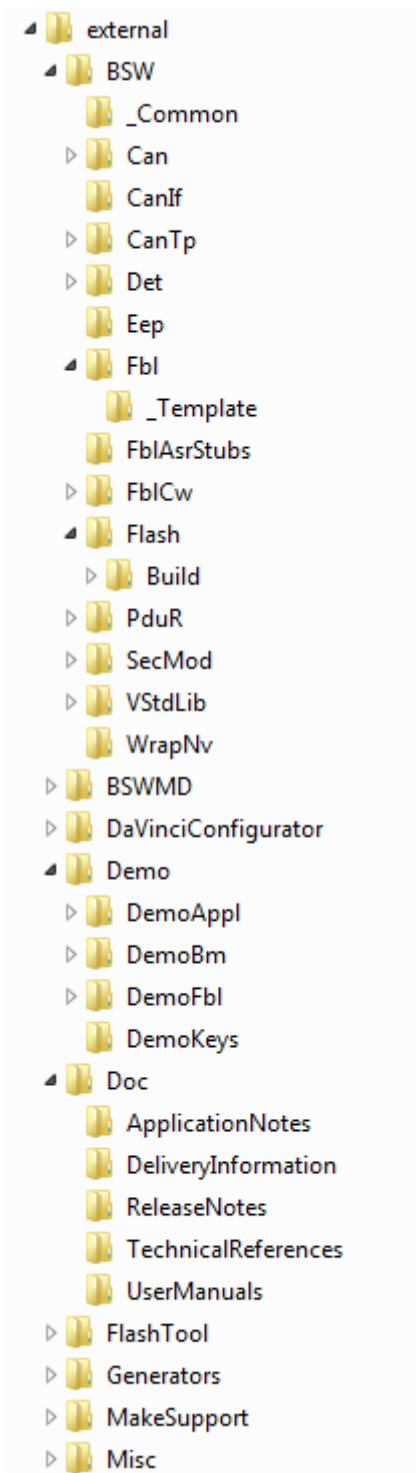 external
BSW
_Common
Can
CanIf
CanTp
Det
Eep
Fbl
_Template
FblAsrStubs
FblCw
Flash
Build
PduR
SecMod
VStdLib
WrapNv
BSWMD
DaVinciConfigurator
Demo
DemoAppl
DemoBm
DemoFbl
DemoKeys
Doc
ApplicationNotes
DeliveryInformation
ReleaseNotes
TechnicalReferences
UserManuals
FlashTool
Generators
MakeSupport
Misc